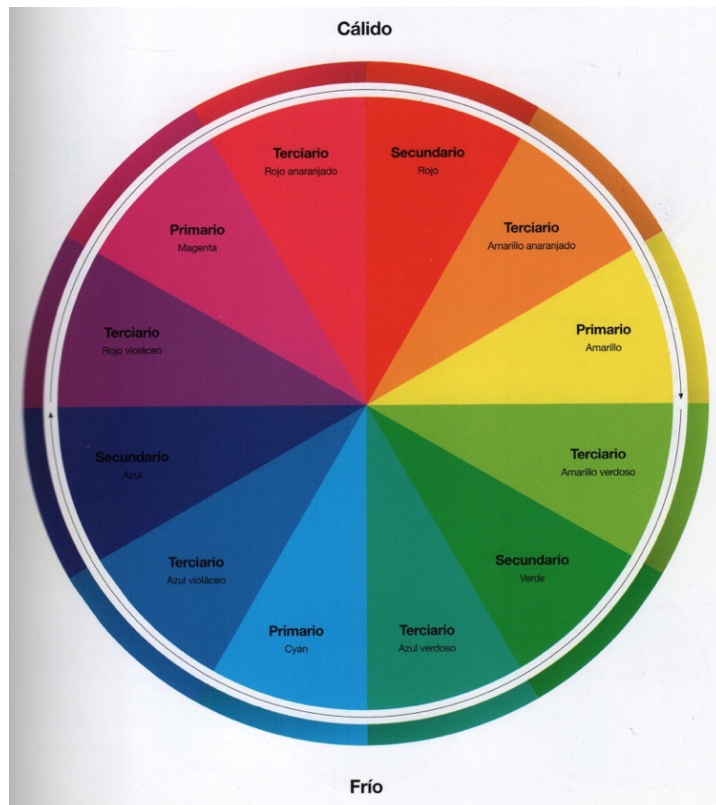 Cálido
Terciario
Rojo anaranjado
Secundario
Rojo
Terciario
Amarillo anaranjado
Primario
Amarillo
Terciario
Amarillo verdoso
Secundario
Verde
Terciario
Azul verdoso
Primario
Cyan
Terciario
Azul violáceo
Secundario
Azul
Terciario
Rojo violáceo
Primario
Magenta
Frío